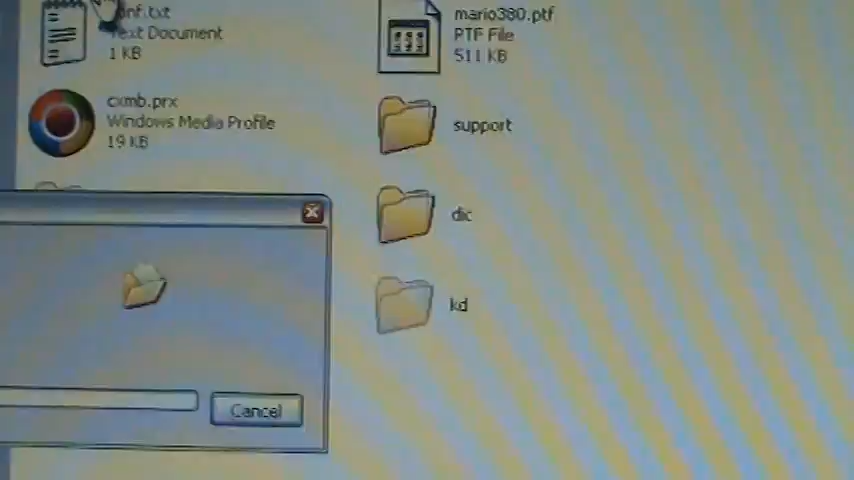 nf.txt
Text Document
1 KB
mario380.ptf
PTF File
511 KB
cxmb.prx
Windows Media Profile
19 KB
support
dic
kd
Cancel